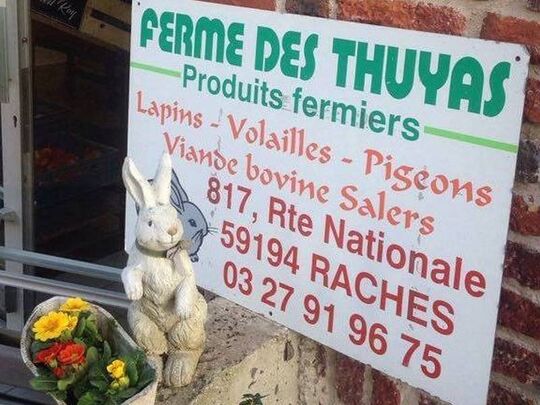 FERME DES THUYAS
Produits fermiers
Lapins - Volailles - Pigeons
Viande bovine Salers
817, Rte Nationale
59194 RACHES
03 27 91 96 75